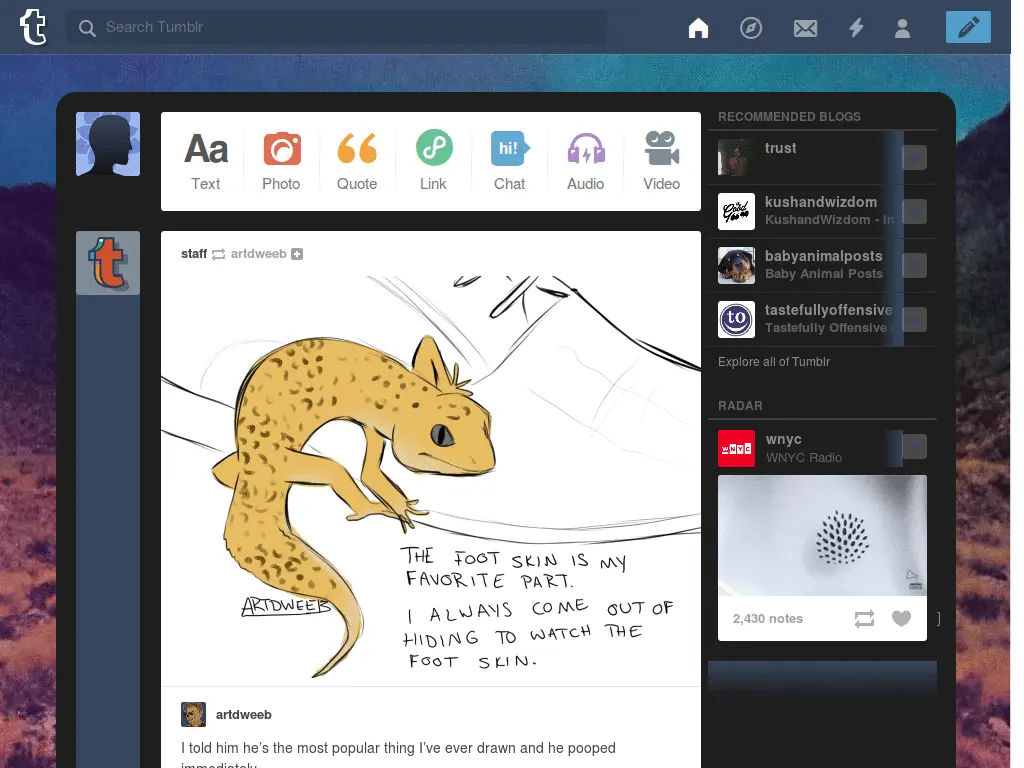 t
Search Tumblr
Aa
hi!
Text
Photo
Quote
Link
Chat
Audio
Video
t
staff artdweeb
THE FOOT SKIN IS MY
FAVORITE PART.
I ALWAYS COME OUT OF
HIDING TO WATCH THE
FOOT SKIN.
ARTDWEEB
artdweeb
I told him he's the most popular thing I've ever drawn and he pooped
immediately
RECOMMENDED BLOGS
trust
kushandwizdom
KushandWizdom - In
babyanimalposts
Baby Animal Posts
tastefullyoffensive
Tastefully Offensive
to
Explore all of Tumblr
RADAR
wnyc
WNYC Radio
WNYC
2,430 notes
]